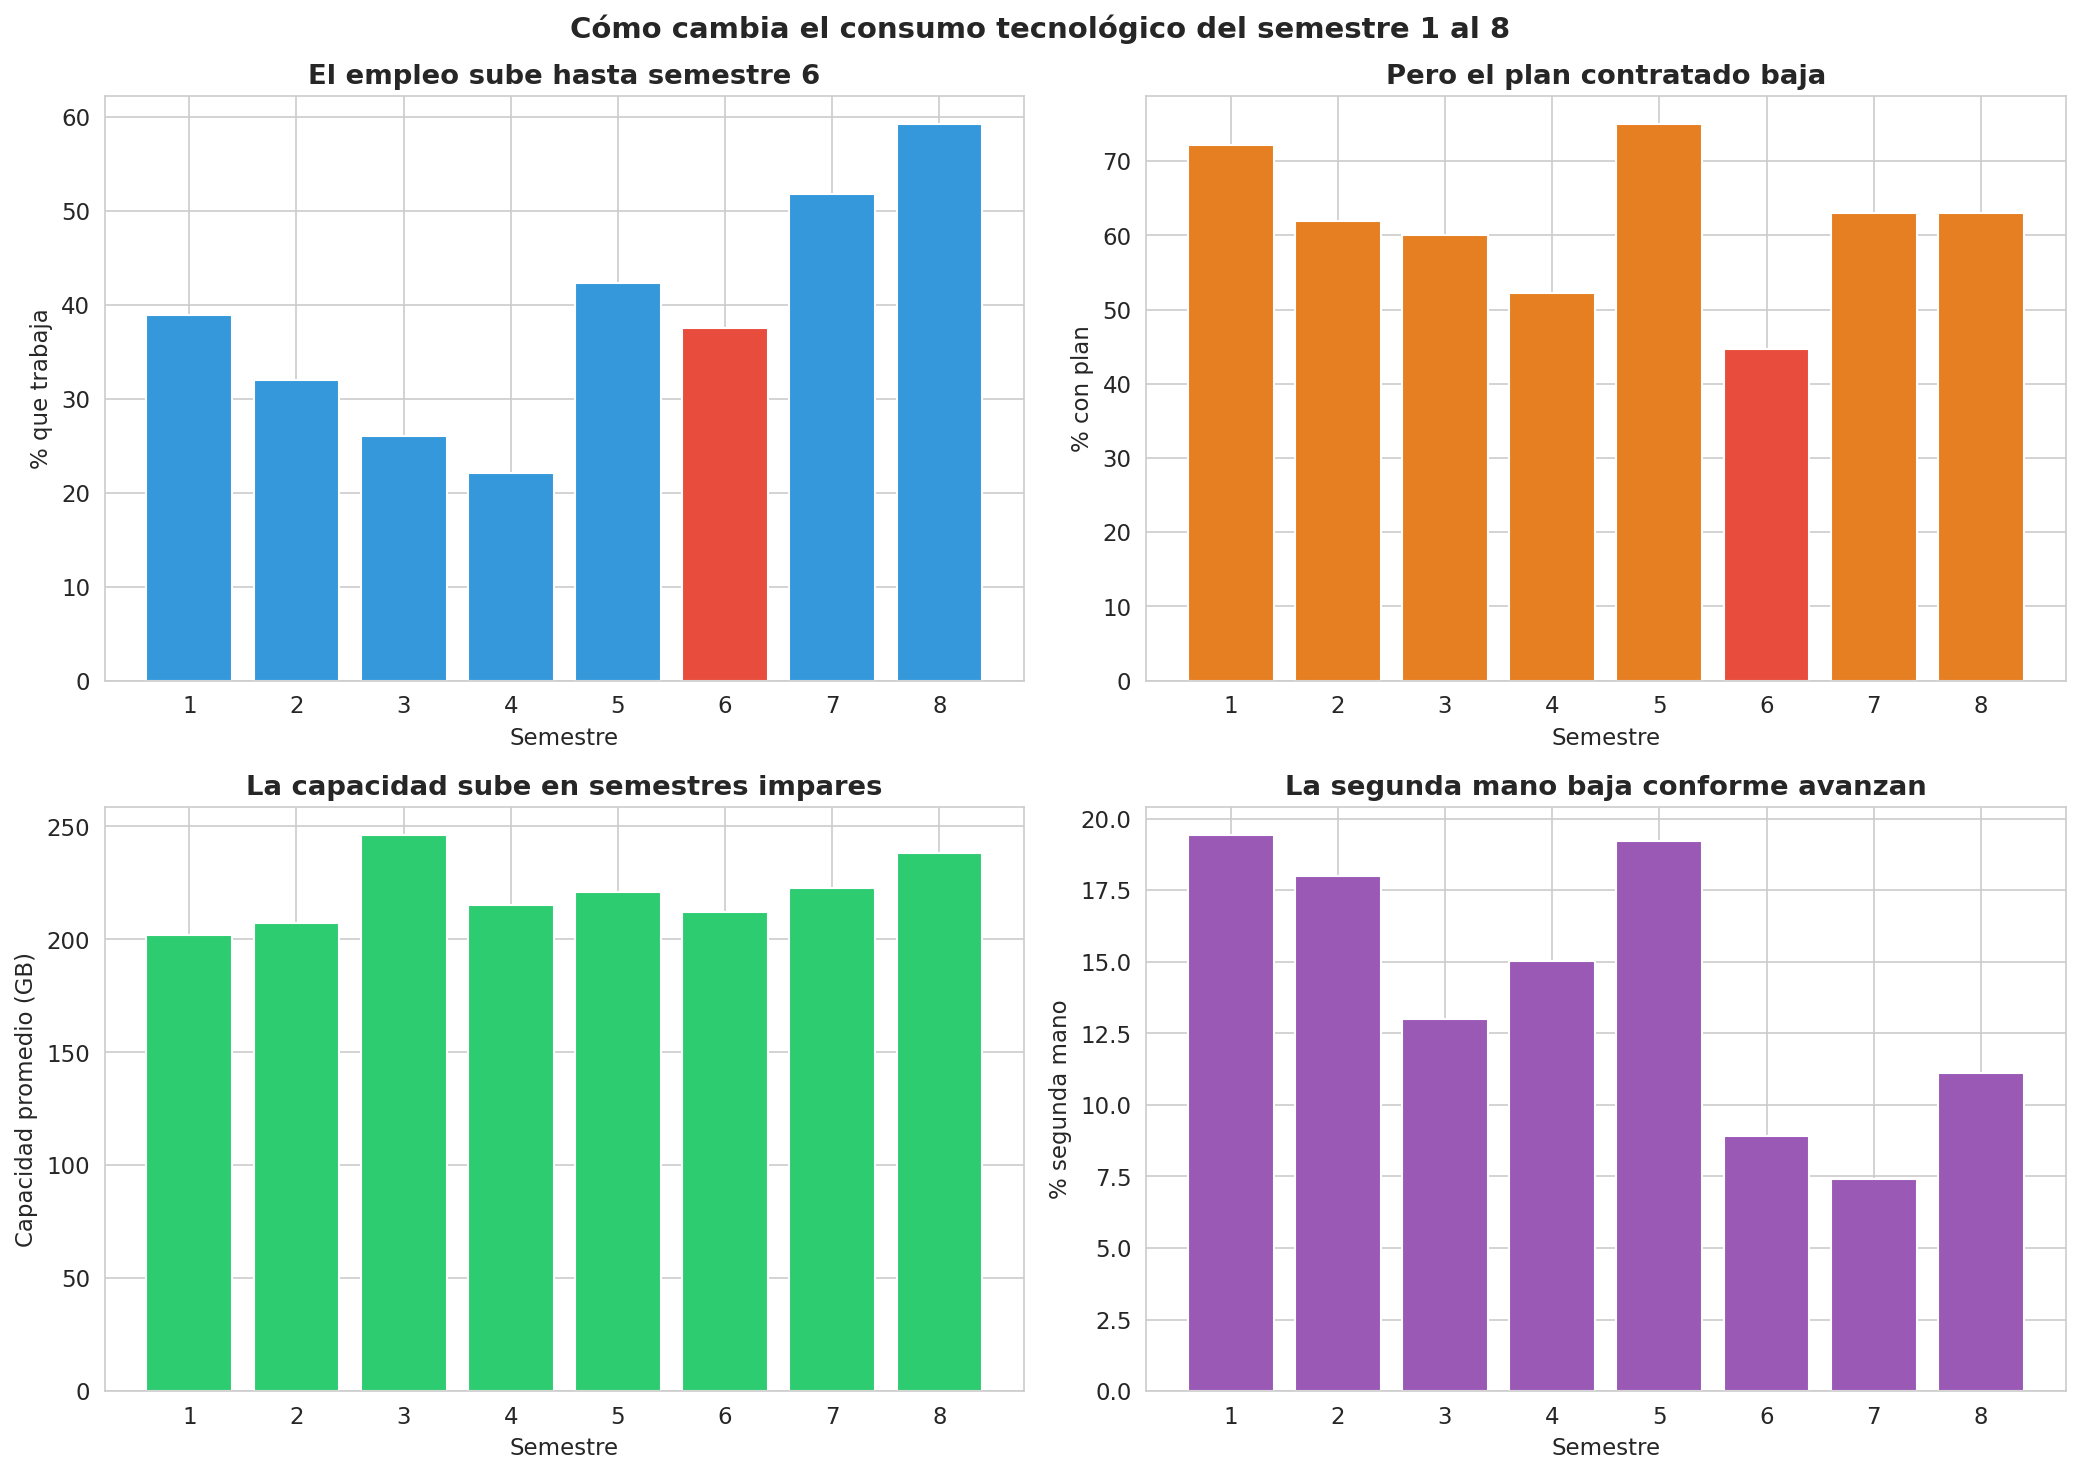 Cómo cambia el consumo tecnológico del semestre 1 al 8
El empleo sube hasta semestre 6
% que trabaja
60
50
40
30
20
10
0
1 2 3 4 5 6 7 8
Semestre
Pero el plan contratado baja
% con plan
70
60
50
40
30
20
10
0
1 2 3 4 5 6 7 8
Semestre
La capacidad sube en semestres impares
Capacidad promedio (GB)
250
200
150
100
50
0
1 2 3 4 5 6 7 8
Semestre
La segunda mano baja conforme avanzan
% segunda mano
20.0
17.5
15.0
12.5
10.0
7.5
5.0
2.5
0.0
1 2 3 4 5 6 7 8
Semestre